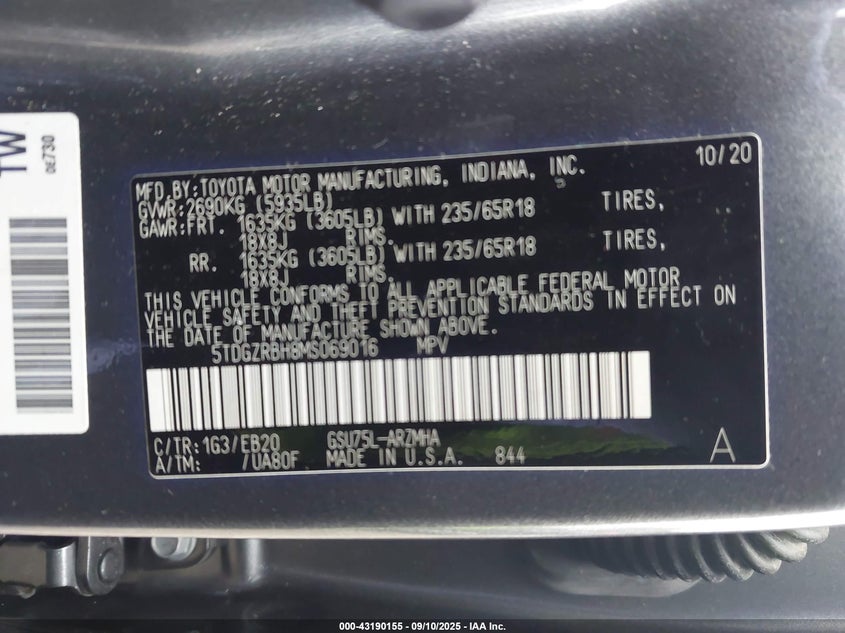 TW
0z730
MFD.BY:TOYOTA MOTOR MANUFACTURING, INDIANA, INC. 10/20
GVWR:2690KG (5935LB)
GAWR:FRT. 1635KG (3605LB) WITH 235/65R18 TIRES,
18X8J RIMS.
RR. 1635KG (3605LB) WITH 235/65R18 TIRES,
18X8J RIMS.
THIS VEHICLE CONFORMS TO ALL APPLICABLE FEDERAL MOTOR
VEHICLE SAFETY AND THEFT PREVENTION STANDARDS IN EFFECT ON
THE DATE OF MANUFACTURE SHOWN ABOVE.
5TDGZRBH8MS069016 MPV
C/TR:1G3/EB20 GSU75L-ARZMHA
A/TM: /UA80F MADE IN U.S.A. 844 A
000-43190155 - 09/10/2025 - IAA Inc.